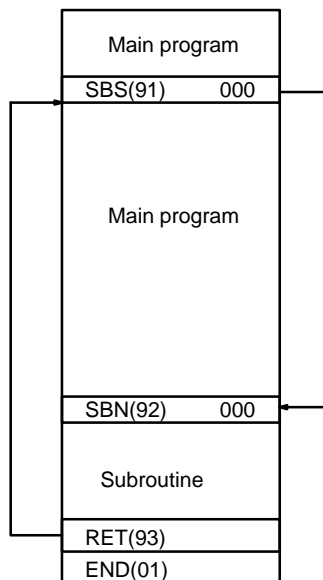 Main program
SBS(91) 000
Main program
SBN(92) 000
Subroutine
RET(93)
END(01)